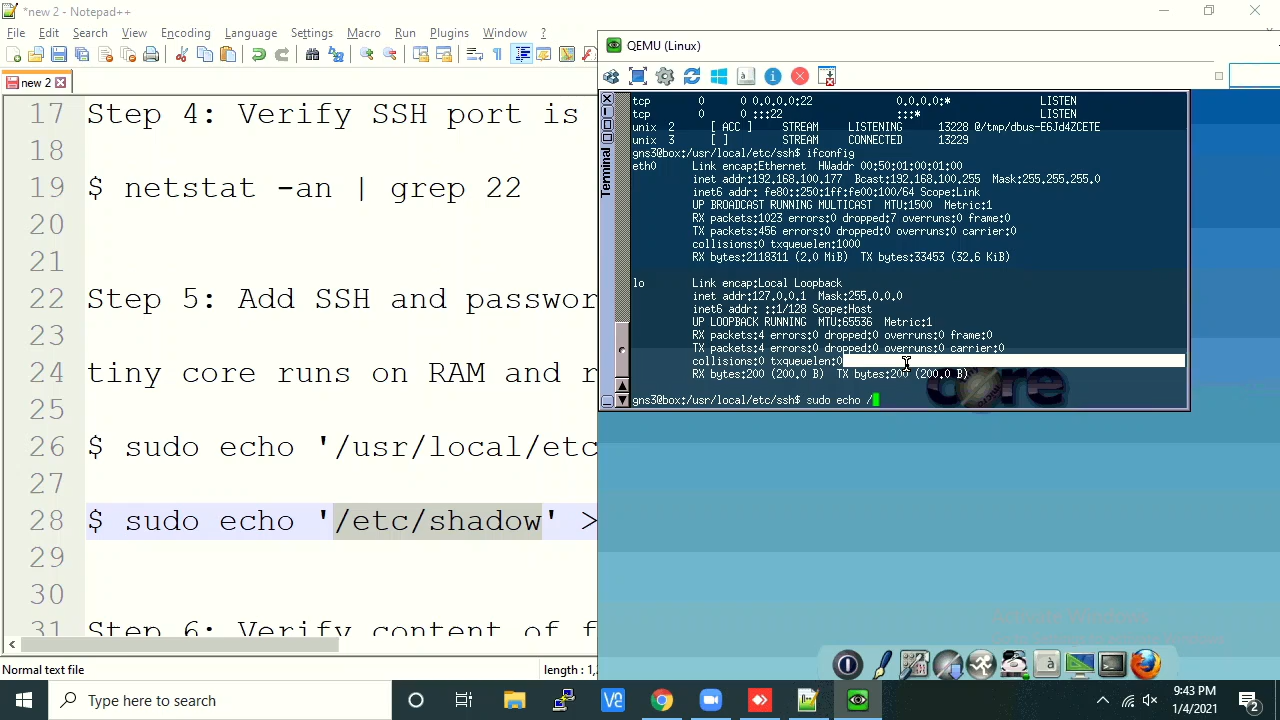 *new 2 - Notepad++
File Edit Search View Encoding Language Settings Macro Run Plugins Window ?
new 2
17 Step 4: Verify SSH port is
18
19 $ netstat -an | grep 22
20
21
22 Step 5: Add SSH and passwor
23
24 tiny core runs on RAM and r
25
26 $ sudo echo '/usr/local/etc
27
28 $ sudo echo '/etc/shadow' >
29
30
31 Step 6: Verify content of f
Normal text file
length : 1,
QEMU (Linux)
Terminal
tcp 0 0 0.0.0.0:22 0.0.0.0:* LISTEN
tcp 0 0 :::22 :::* LISTEN
unix 2 [ ACC ] STREAM LISTENING 13228 @/tmp/dbus-E6Jd4ZCETE
unix 3 [ ] STREAM CONNECTED 13229
gns3@box:/usr/local/etc/ssh$ ifconfig
eth0 Link encap:Ethernet HWaddr 00:50:01:00:01:00
inet addr:192.168.100.177 Bcast:192.168.100.255 Mask:255.255.255.0
inet6 addr: fe80::250:1ff:fe00:100/64 Scope:Link
UP BROADCAST RUNNING MULTICAST MTU:1500 Metric:1
RX packets:1023 errors:0 dropped:7 overruns:0 frame:0
TX packets:456 errors:0 dropped:0 overruns:0 carrier:0
collisions:0 txqueuelen:1000
RX bytes:2118311 (2.0 MiB) TX bytes:33453 (32.6 KiB)
lo Link encap:Local Loopback
inet addr:127.0.0.1 Mask:255.0.0.0
inet6 addr: ::1/128 Scope:Host
UP LOOPBACK RUNNING MTU:65536 Metric:1
RX packets:4 errors:0 dropped:0 overruns:0 frame:0
TX packets:4 errors:0 dropped:0 overruns:0 carrier:0
collisions:0 txqueuelen:0
RX bytes:200 (200.0 B) TX bytes:200 (200.0 B)
gns3@box:/usr/local/etc/ssh$ sudo echo /
core
Activate Windows
Type here to search
9:43 PM
1/4/2021
2